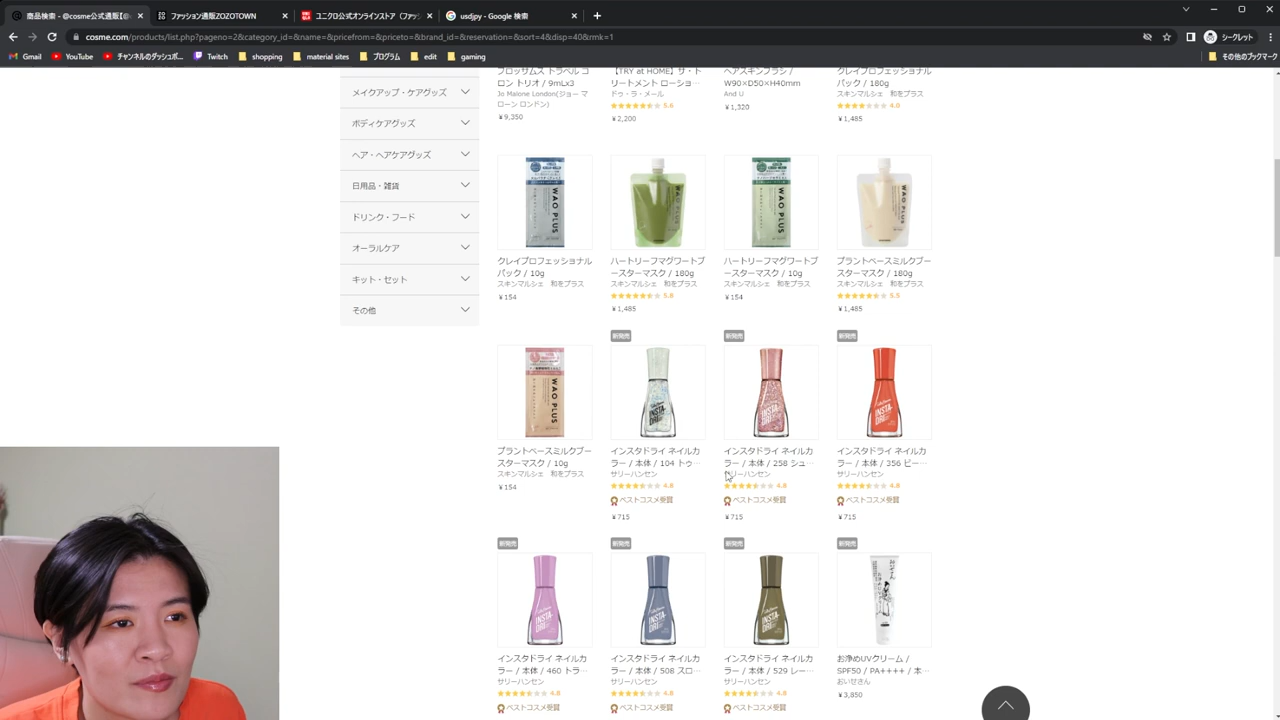 商品検索 - @cosme公式通販【@c
ファッション通販ZOZOTOWN
ユニクロ公式オンラインストア（ファッ
usdjpy - Google 検索
cosme.com/products/list.php?pageno=2&category_id=&name=&pricefrom=&priceto=&brand_id=&reservation=&sort=4&disp=40&rmk=1
シークレット
Gmail
YouTube
チャンネルのダッシュボ...
Twitch
shopping
material sites
プログラム
edit
gaming
その他のブックマーク
メイクアップ・ケアグッズ
ボディケアグッズ
ヘア・ヘアケアグッズ
日用品・雑貨
ドリンク・フード
オーラルケア
キット・セット
その他
ブロッサムズ トラベル コ
ロン トリオ / 9mLx3
Jo Malone London(ジョー マ
ローン ロンドン)
¥9,350
【TRY at HOME】ザ・ト
リートメント ローショ...
ドゥ・ラ・メール
5.6
¥2,200
ヘアスキンブラシ /
W90×D50×H40mm
And U
¥1,320
クレイプロフェッショナル
パック / 180g
スキンマルシェ 和をプラス
4.0
¥1,485
WAO PLUS
WAO PLUS
WAO PLUS
クレイプロフェッショナル
パック / 10g
スキンマルシェ 和をプラス
¥154
ハートリーフマグワートブ
ースターマスク / 180g
スキンマルシェ 和をプラス
5.8
¥1,485
ハートリーフマグワートブ
ースターマスク / 10g
スキンマルシェ 和をプラス
¥154
プラントベースミルクブー
スターマスク / 180g
スキンマルシェ 和をプラス
5.5
¥1,485
WAO PLUS
プラントベースミルクブー
スターマスク / 10g
スキンマルシェ 和をプラス
¥154
新発売
INSTA-DRI
インスタドライ ネイルカ
ラー / 本体 / 104 トゥ...
サリーハンセン
4.8
ベストコスメ受賞
¥715
新発売
INSTA-DRI
インスタドライ ネイルカ
ラー / 本体 / 258 シュ...
サリーハンセン
4.8
ベストコスメ受賞
¥715
新発売
INSTA-DRI
インスタドライ ネイルカ
ラー / 本体 / 356 ピー...
サリーハンセン
4.8
ベストコスメ受賞
¥715
新発売
INSTA-DRI
インスタドライ ネイルカ
ラー / 本体 / 460 トラ...
サリーハンセン
4.8
ベストコスメ受賞
新発売
INSTA-DRI
インスタドライ ネイルカ
ラー / 本体 / 508 スロ...
サリーハンセン
4.8
ベストコスメ受賞
新発売
INSTA-DRI
インスタドライ ネイルカ
ラー / 本体 / 529 レー...
サリーハンセン
4.8
ベストコスメ受賞
新発売
お浄めUVクリーム /
SPF50 / PA++++ / 本...
おいせさん
¥3,850